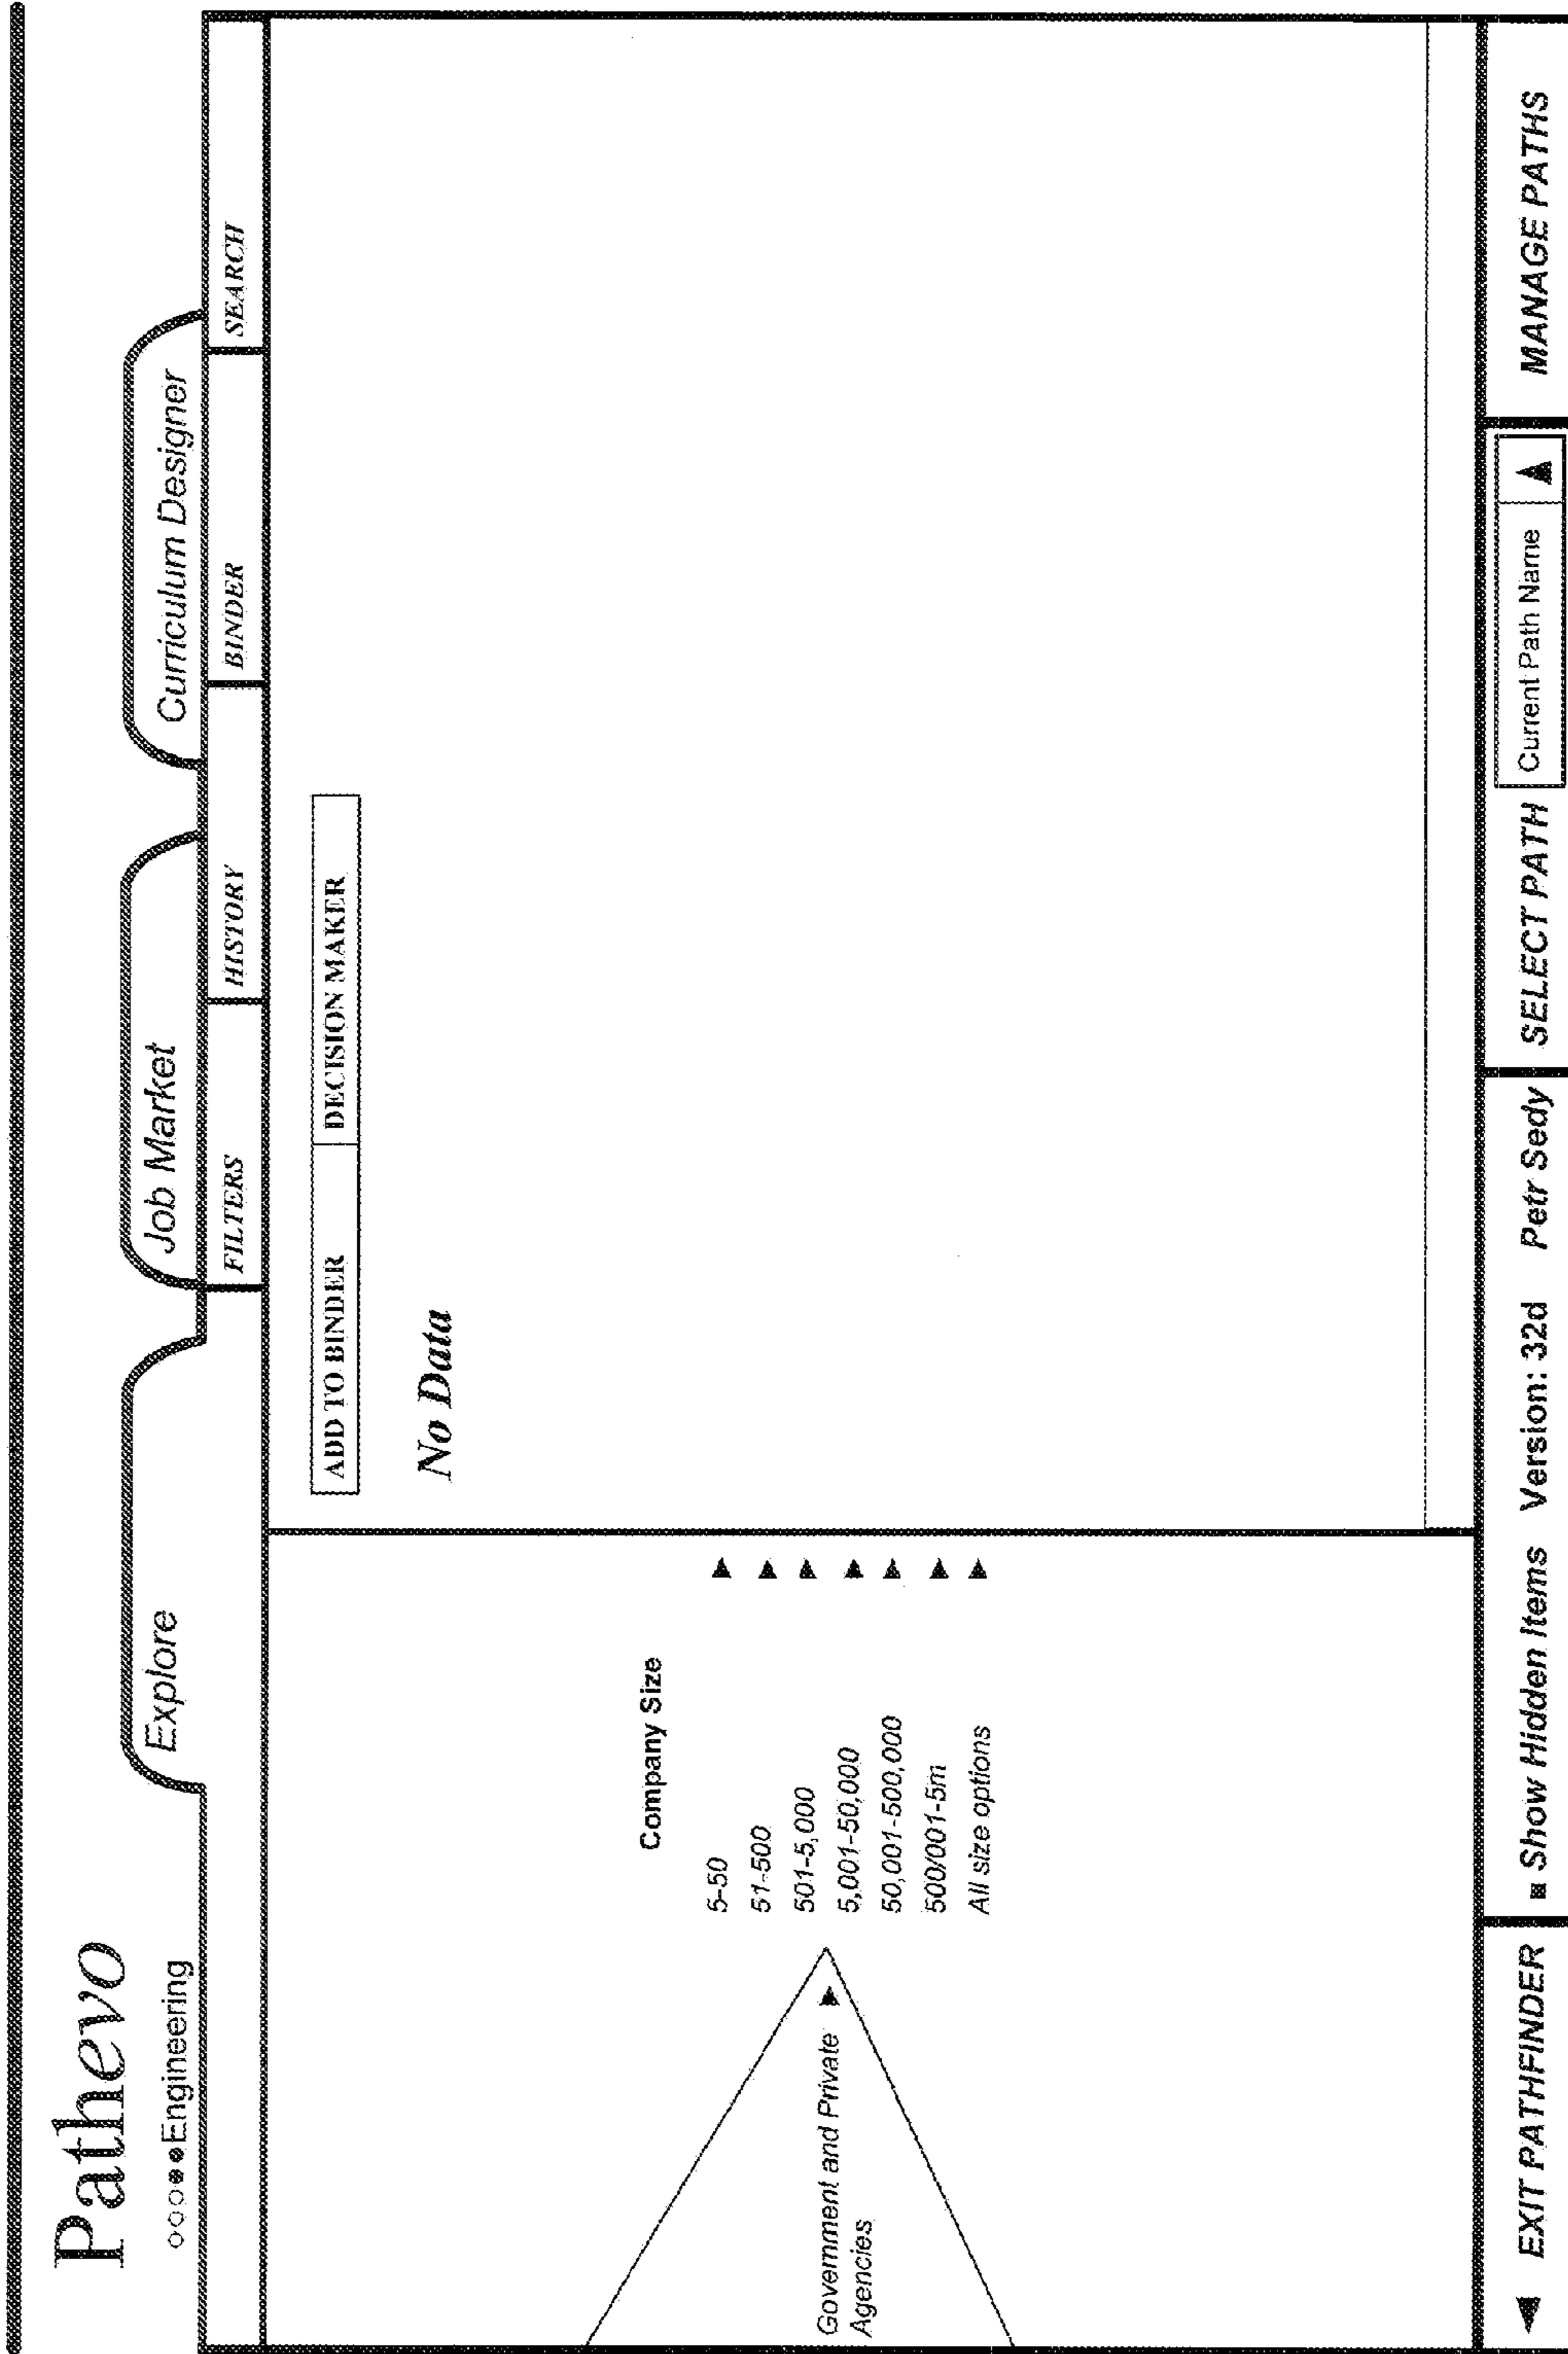 Pathevo
Engineering
Explore
Job Market
Curriculum Designer
FILTERS
HISTORY
BINDER
SEARCH
Company Size
5-50
51-500
501-5,000
5,001-50,000
50,001-500,000
500/001-5m
All size options
Government and Private
Agencies
ADD TO BINDER
DECISION MAKER
No Data
EXIT PATHFINDER
Show Hidden Items
Version: 32d
Petr Sedy
SELECT PATH
Current Path Name
MANAGE PATHS